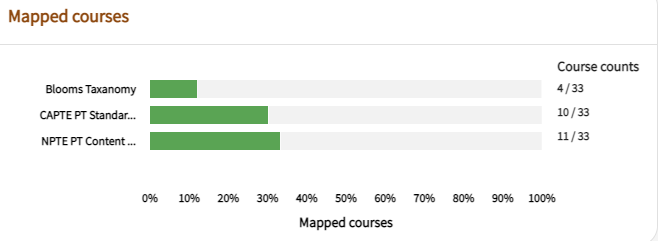 Mapped courses
Course counts
Blooms Taxanomy 4 / 33
CAPTE PT Standar... 10 / 33
NPTE PT Content ... 11 / 33
0% 10% 20% 30% 40% 50% 60% 70% 80% 90% 100%
Mapped courses